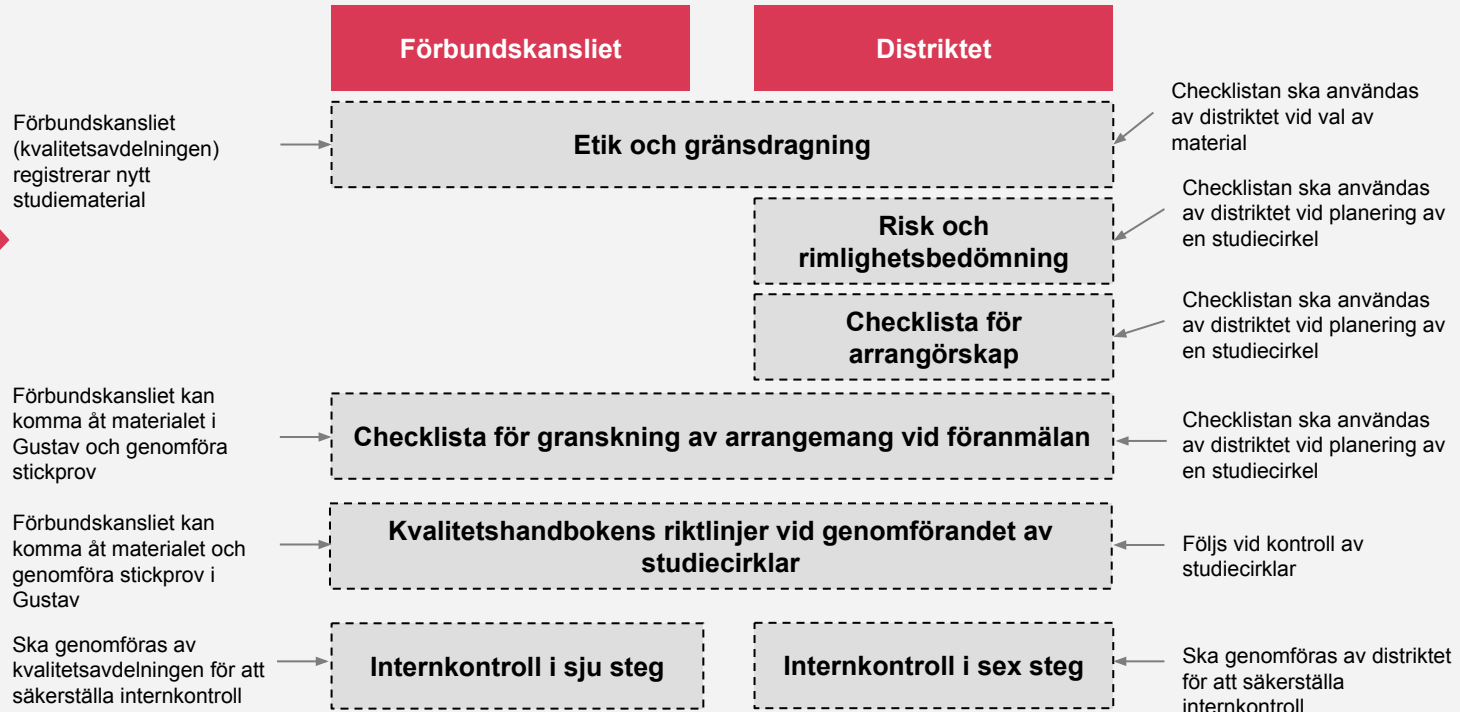 Förbundskansliet
Distriktet
Förbundskansliet
(kvalitetsavdelningen)
registrerar nytt
studiematerial
Etik och gränsdragning
Checklistan ska användas
av distriktet vid val av
material
Risk och
rimlighetsbedömning
Checklistan ska användas
av distriktet vid planering av
en studiecirkel
Checklista för
arrangörskap
Checklistan ska användas
av distriktet vid planering av
en studiecirkel
Förbundskansliet kan
komma åt materialet i
Gustav och genomföra
stickprov
Checklista för granskning av arrangemang vid föranmälan
Checklistan ska användas
av distriktet vid planering av
en studiecirkel
Förbundskansliet kan
komma åt materialet och
genomföra stickprov i
Gustav
Kvalitetshandbokens riktlinjer vid genomförandet av
studiecirklar
Följs vid kontroll av
studiecirklar
Ska genomföras av
kvalitetsavdelningen för att
säkerställa internkontroll
Internkontroll i sju steg
Internkontroll i sex steg
Ska genomföras av distriktet
för att säkerställa
internkontroll